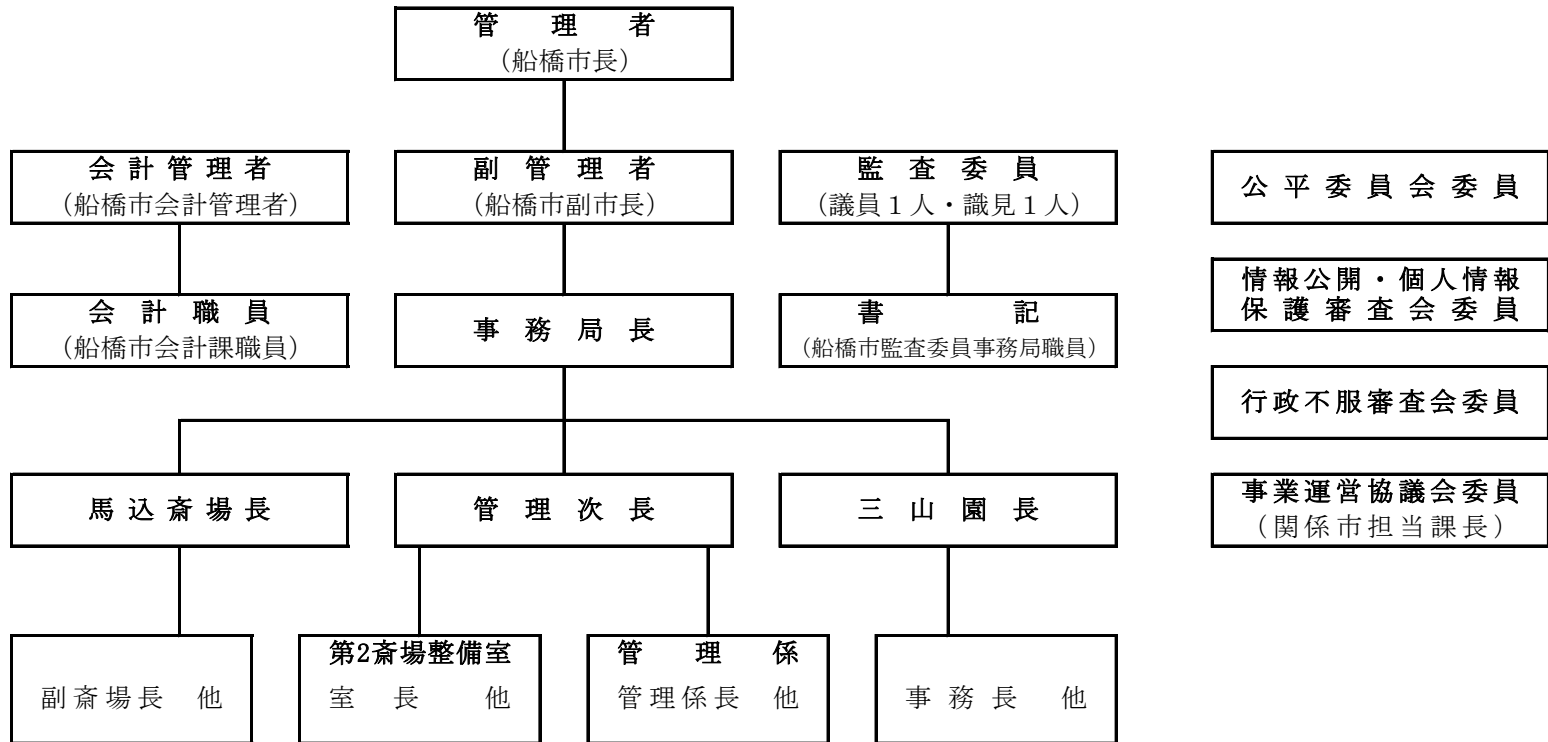 管理者
(船橋市長)
会計管理者
(船橋市会計管理者)
副管理者
(船橋市副市長)
監査委員
(議員１人・識見１人)
公平委員会委員
会計職員
(船橋市会計課職員)
事務局長
書記
(船橋市監査委員事務局職員)
情報公開・個人情報
保護審査会委員
行政不服審査会委員
馬込斎場長
管理次長
三山園長
事業運営協議会委員
(関係市担当課長)
副斎場長 他
第2斎場整備室
室長 他
管理係
管理係長 他
事務長 他